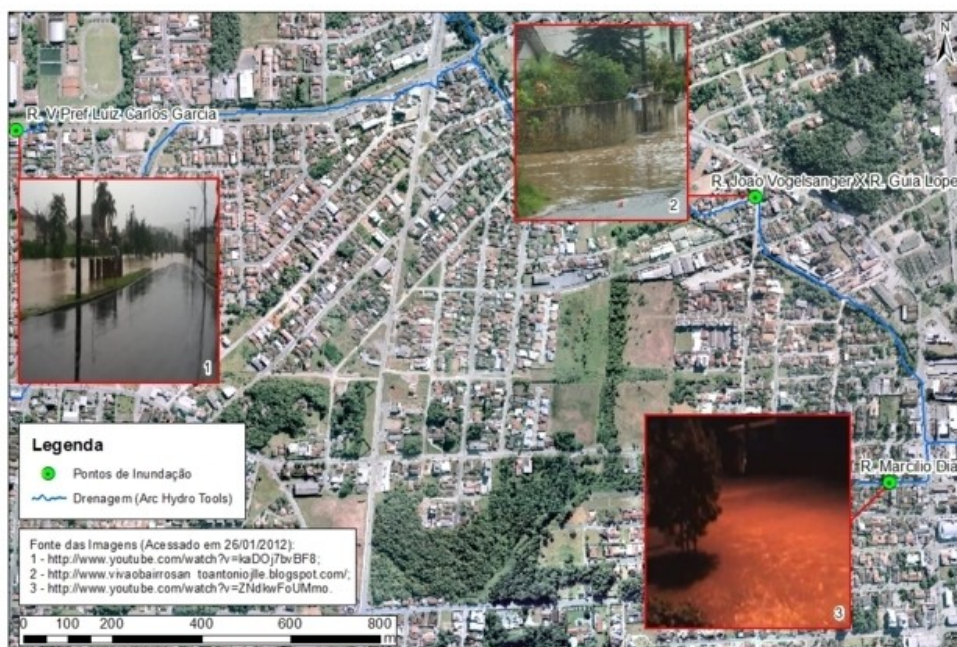 N
R. V Pref Luiz Carlos Garcia
R. João Vogelsanger X R. Guia Lope
2
1
R. Marcilio Dia
3
Legenda
Pontos de Inundação
Drenagem (Arc Hydro Tools)
Fonte das Imagens (Acessado em 26/01/2012):
1 - http://www.youtube.com/watch?v=kaDOj7bvBF8;
2 - http://www.vivaobairrosan toantoniojlle.blogspot.com/;
3 - http://www.youtube.com/watch?v=ZNdkwFoUMmo.
0 100 200 400 600 800
m